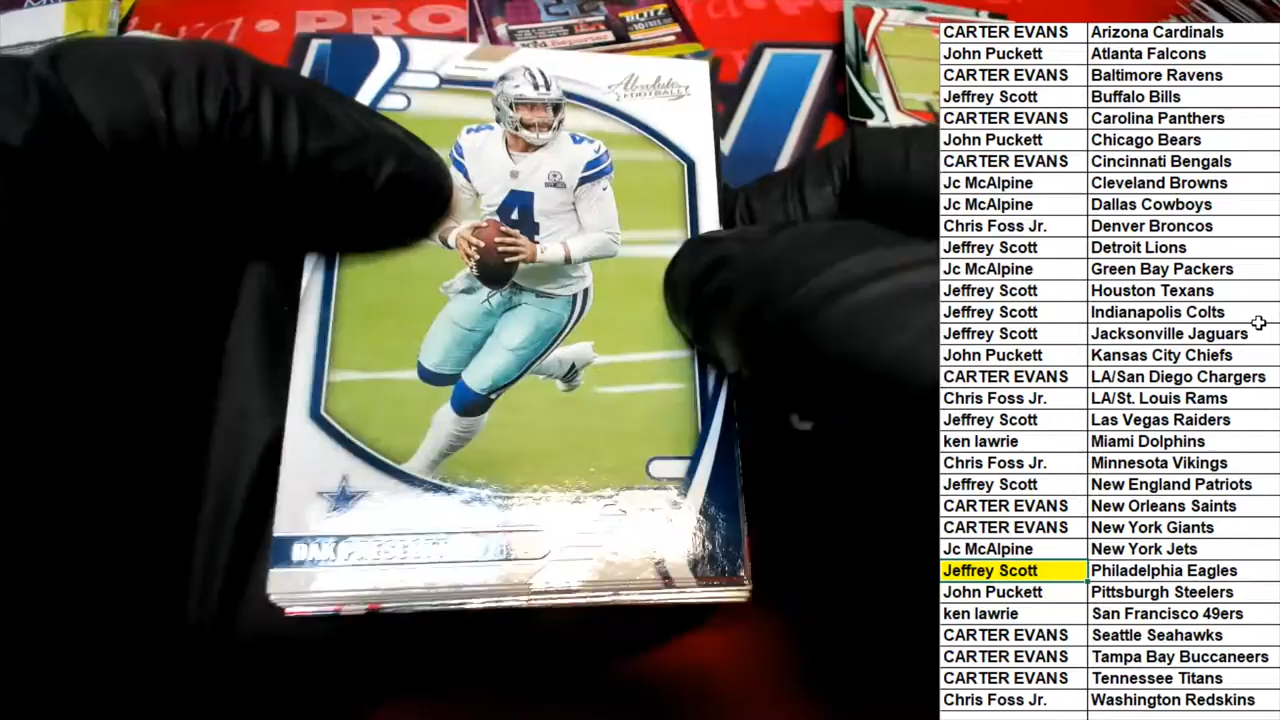 PRO
BLITZ
Absolute
FOOTBALL
4
4
DAK PRESCOTT
CARTER EVANS Arizona Cardinals
John Puckett Atlanta Falcons
CARTER EVANS Baltimore Ravens
Jeffrey Scott Buffalo Bills
CARTER EVANS Carolina Panthers
John Puckett Chicago Bears
CARTER EVANS Cincinnati Bengals
Jc McAlpine Cleveland Browns
Jc McAlpine Dallas Cowboys
Chris Foss Jr. Denver Broncos
Jeffrey Scott Detroit Lions
Jc McAlpine Green Bay Packers
Jeffrey Scott Houston Texans
Jeffrey Scott Indianapolis Colts
Jeffrey Scott Jacksonville Jaguars
John Puckett Kansas City Chiefs
CARTER EVANS LA/San Diego Chargers
Chris Foss Jr. LA/St. Louis Rams
Jeffrey Scott Las Vegas Raiders
ken lawrie Miami Dolphins
Chris Foss Jr. Minnesota Vikings
Jeffrey Scott New England Patriots
CARTER EVANS New Orleans Saints
CARTER EVANS New York Giants
Jc McAlpine New York Jets
Jeffrey Scott Philadelphia Eagles
John Puckett Pittsburgh Steelers
ken lawrie San Francisco 49ers
CARTER EVANS Seattle Seahawks
CARTER EVANS Tampa Bay Buccaneers
CARTER EVANS Tennessee Titans
Chris Foss Jr. Washington Redskins